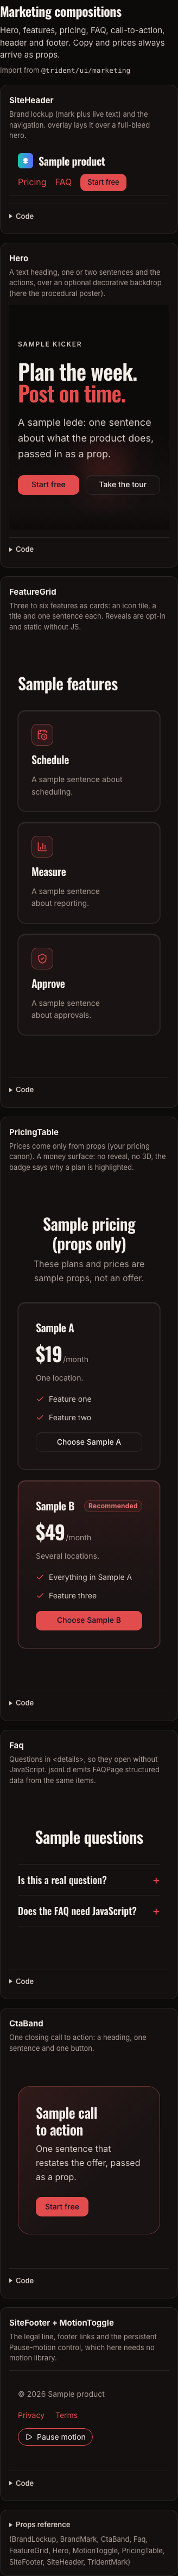 Marketing compositions
Hero, features, pricing, FAQ, call-to-action,
header and footer. Copy and prices always
arrive as props.
Import from @trident/ui/marketing
SiteHeader
Brand lockup (mark plus live text) and the
navigation. overlay lays it over a full-bleed
hero.
Sample product
Pricing FAQ Start free
Code
Hero
A text heading, one or two sentences and the
actions, over an optional decorative backdrop
(here the procedural poster).
SAMPLE KICKER
Plan the week.
Post on time.
A sample lede: one sentence
about what the product does,
passed in as a prop.
Start free Take the tour
Code
FeatureGrid
Three to six features as cards: an icon tile, a
title and one sentence each. Reveals are opt-in
and static without JS.
Sample features
Schedule
A sample sentence about
scheduling.
Measure
A sample sentence
about reporting.
Approve
A sample sentence
about approvals.
Code
PricingTable
Prices come only from props (your pricing
canon). A money surface: no reveal, no 3D, the
badge says why a plan is highlighted.
Sample pricing
(props only)
These plans and prices are
sample props, not an offer.
Sample A
$19/month
One location.
Feature one
Feature two
Choose Sample A
Sample B Recommended
$49/month
Several locations.
Everything in Sample A
Feature three
Choose Sample B
Code
Faq
Questions in <details>, so they open without
JavaScript. jsonLd emits FAQPage structured
data from the same items.
Sample questions
Is this a real question? +
Does the FAQ need JavaScript? +
Code
CtaBand
One closing call to action: a heading, one
sentence and one button.
Sample call
to action
One sentence that
restates the offer, passed
as a prop.
Start free
Code
SiteFooter + MotionToggle
The legal line, footer links and the persistent
Pause-motion control, which here needs no
motion library.
© 2026 Sample product
Privacy Terms
Pause motion
Code
Props reference
(BrandLockup, BrandMark, CtaBand, Faq,
FeatureGrid, Hero, MotionToggle, PricingTable,
SiteFooter, SiteHeader, TridentMark)